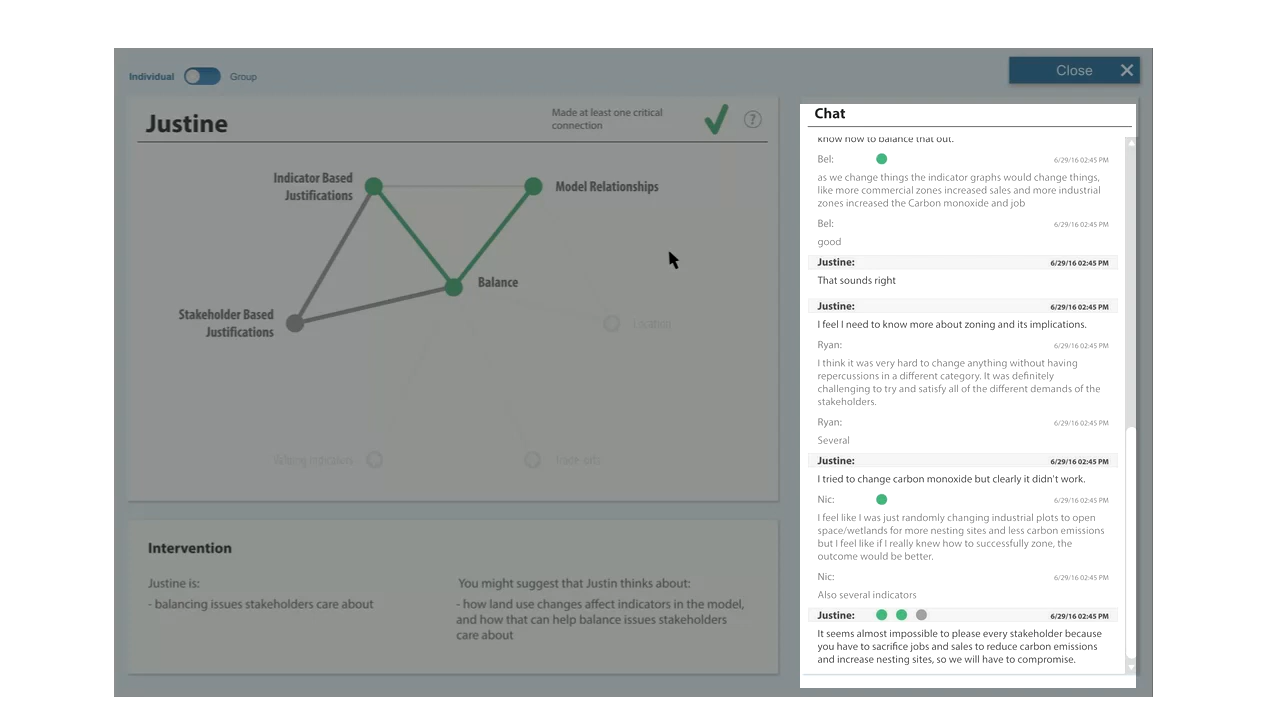 Individual
Group
Close
Justine
Made at least one critical
connection
?
Indicator Based
Justifications
Model Relationships
Balance
Stakeholder Based
Justifications
Location
Valuing Indicators
Trade-offs
Intervention
Justine is:
- balancing issues stakeholders care about
You might suggest that Justin thinks about:
- how land use changes affect indicators in the model,
and how that can help balance issues stakeholders
care about
Chat
know how to balance that out.
Bel: 6/29/16 02:45 PM
as we change things the indicator graphs would change things,
like more commercial zones increased sales and more industrial
zones increased the Carbon monoxide and job
Bel: 6/29/16 02:45 PM
good
Justine: 6/29/16 02:45 PM
That sounds right
Justine: 6/29/16 02:45 PM
I feel I need to know more about zoning and its implications.
Ryan: 6/29/16 02:45 PM
I think it was very hard to change anything without having
repercussions in a different category. It was definitely
challenging to try and satisfy all of the different demands of the
stakeholders.
Ryan: 6/29/16 02:45 PM
Several
Justine: 6/29/16 02:45 PM
I tried to change carbon monoxide but clearly it didn't work.
Nic: 6/29/16 02:45 PM
I feel like I was just randomly changing industrial plots to open
space/wetlands for more nesting sites and less carbon emissions
but I feel like if I really knew how to successfully zone, the
outcome would be better.
Nic: 6/29/16 02:45 PM
Also several indicators
Justine: 6/29/16 02:45 PM
It seems almost impossible to please every stakeholder because
you have to sacrifice jobs and sales to reduce carbon emissions
and increase nesting sites, so we will have to compromise.